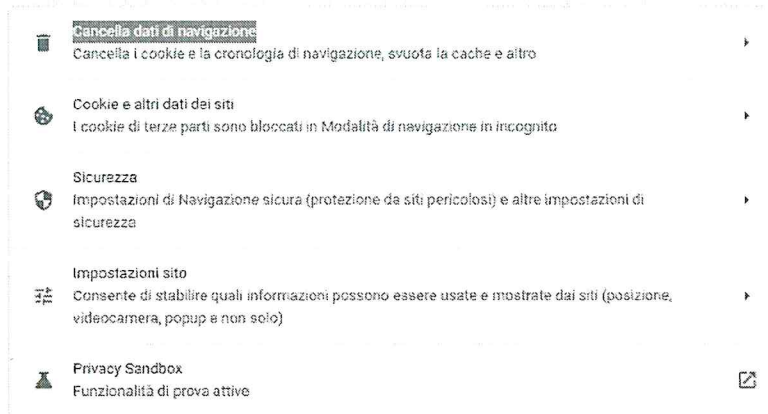 Cancella dati di navigazione
Cancella i cookie e la cronologia di navigazione, svuota la cache e altro
Cookie e altri dati dei siti
I cookie di terze parti sono bloccati in Modalità di navigazione in incognito
Sicurezza
Impostazioni di Navigazione sicura (protezione da siti pericolosi) e altre impostazioni di
sicurezza
Impostazioni sito
Consente di stabilire quali informazioni possono essere usate e mostrate dai siti (posizione,
videocamera, popup e non solo)
Privacy Sandbox
Funzionalità di prova attive